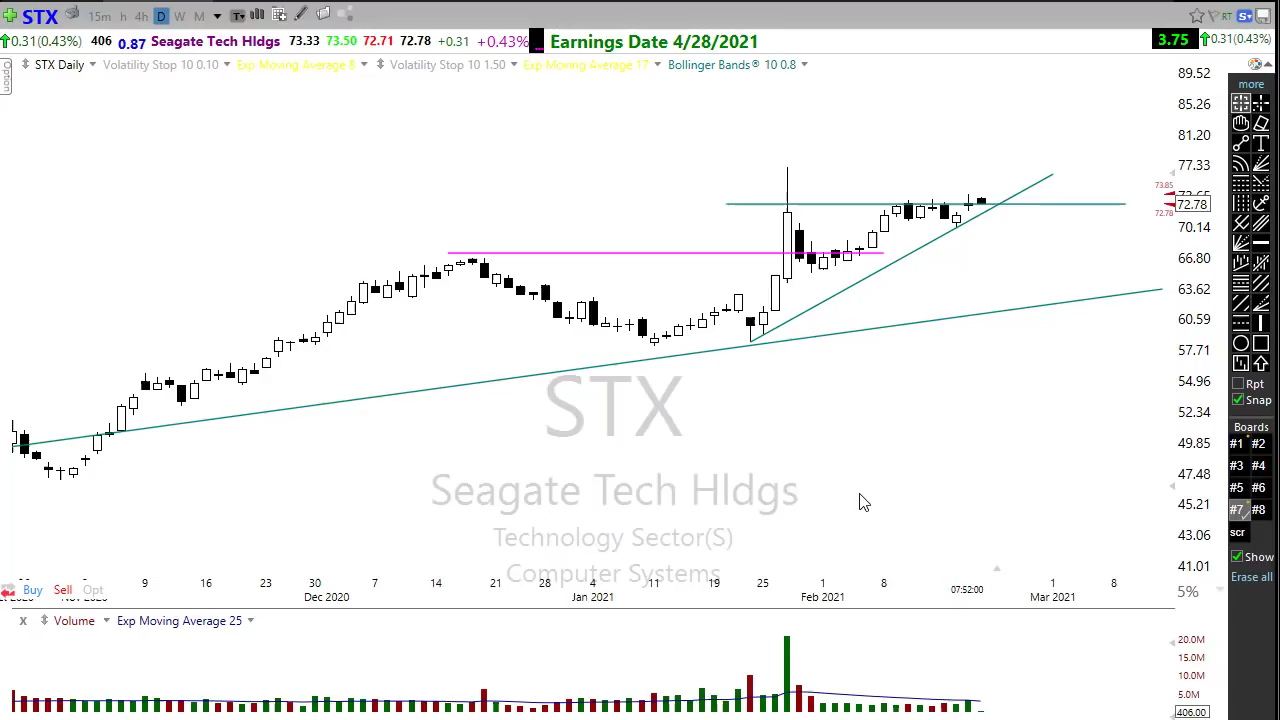 STX 15m h 4h D W M T RT S
0.31(0.43%) 406 0.87 Seagate Tech Hldgs 73.33 73.50 72.71 72.78 +0.31 +0.43% Earnings Date 4/28/2021 3.75 0.31(0.43%)
STX Daily Volatility Stop 10 0.10 Exp Moving Average 8 Volatility Stop 10 1.50 Exp Moving Average 17 Bollinger Bands® 10 0.8
Option
89.52
85.26
81.20
77.33
73.85
72.78
72.78
70.14
66.80
63.62
60.59
57.71
54.96
52.34
49.85
47.48
45.21
43.06
41.01
5%
more
Rpt
Snap
Boards
#1 #2
#3 #4
#5 #6
#7 #8
scr
Show
Erase all
STX
Seagate Tech Hldgs
Technology Sector(S)
Computer Systems
9 16 23 30 7 14 21 28 4 11 19 25 1 8 07:52:00 1 8
Buy Sell Opt
Dec 2020 Jan 2021 Feb 2021 Mar 2021
X Volume Exp Moving Average 25
20.0M
15.0M
10.0M
5.0M
406.00